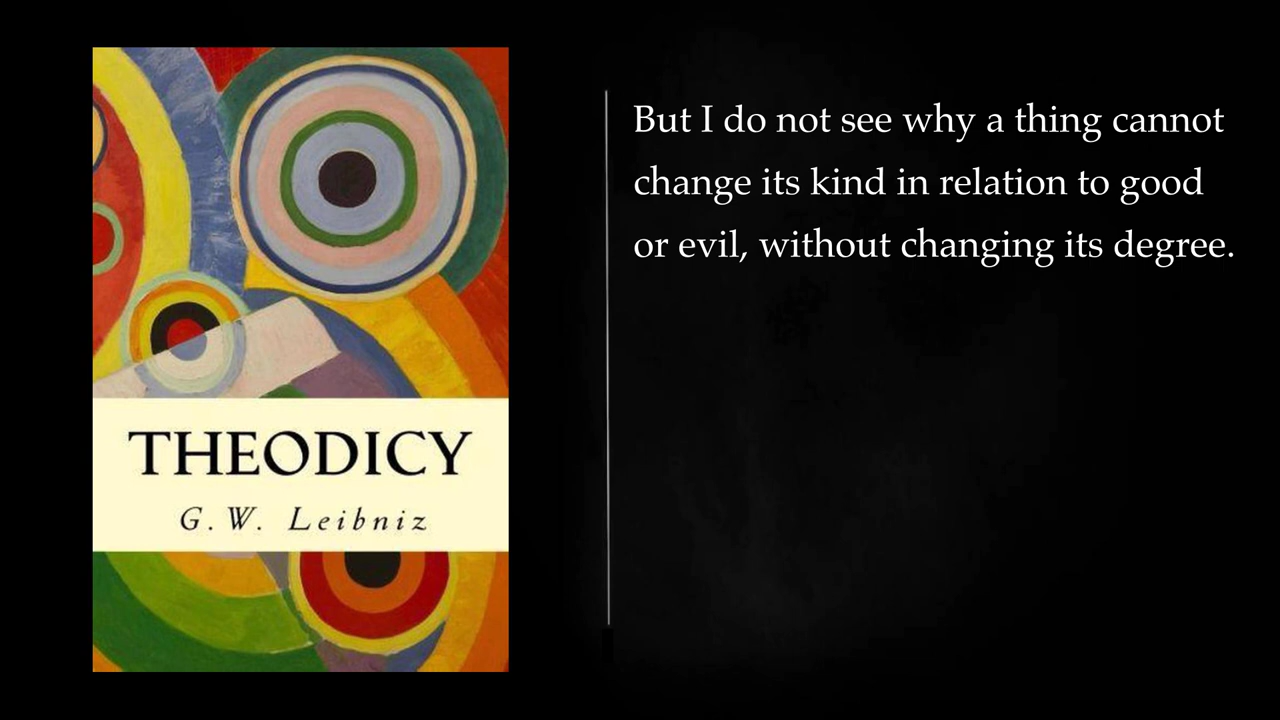 THEODICY
G. W. Leibniz
But I do not see why a thing cannot
change its kind in relation to good
or evil, without changing its degree.